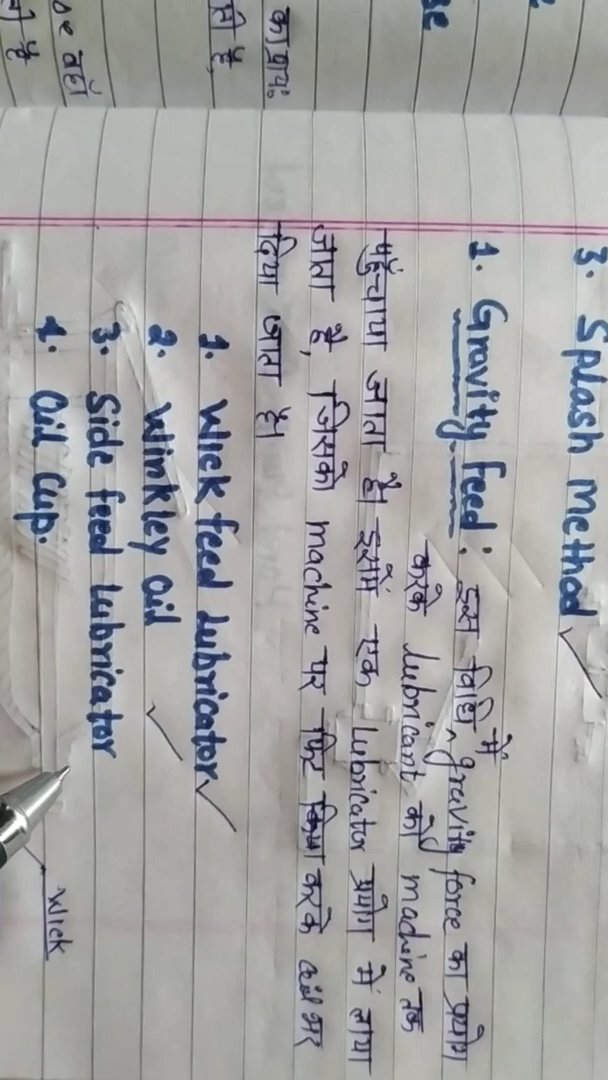 3. Splash Method
1. Gravity feed: इस विधि में gravity force का प्रयोग
करके lubricant को machine तक
पहुंचाया जाता है। इसमें एक lubricator प्रयोग में लाया
जाता है, जिसको machine पर फिट करके oil भर
दिया जाता है।
1. Wick feed Lubricator
2. Winkley oil
3. Side feed Lubricator
4. Oil Cup.
Wick
का प्रायः